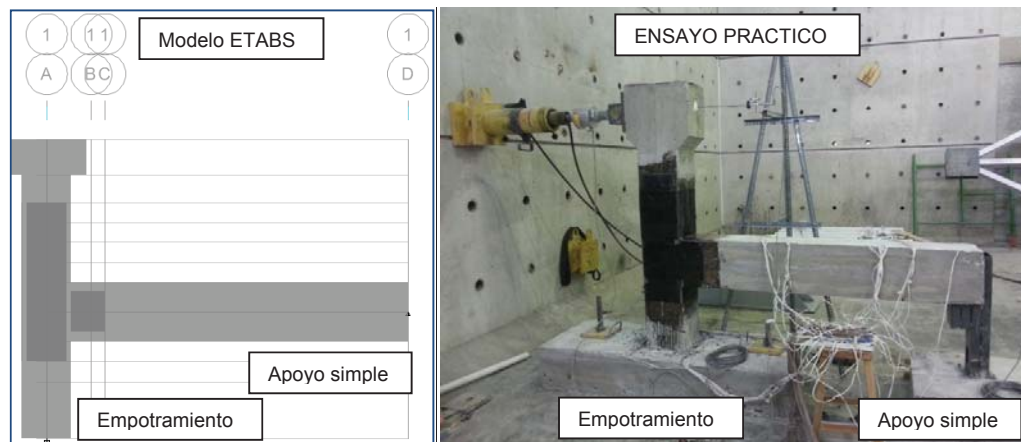 1 1 1 1
A B C D
Modelo ETABS
Apoyo simple
Empotramiento
ENSAYO PRACTICO
Empotramiento
Apoyo simple